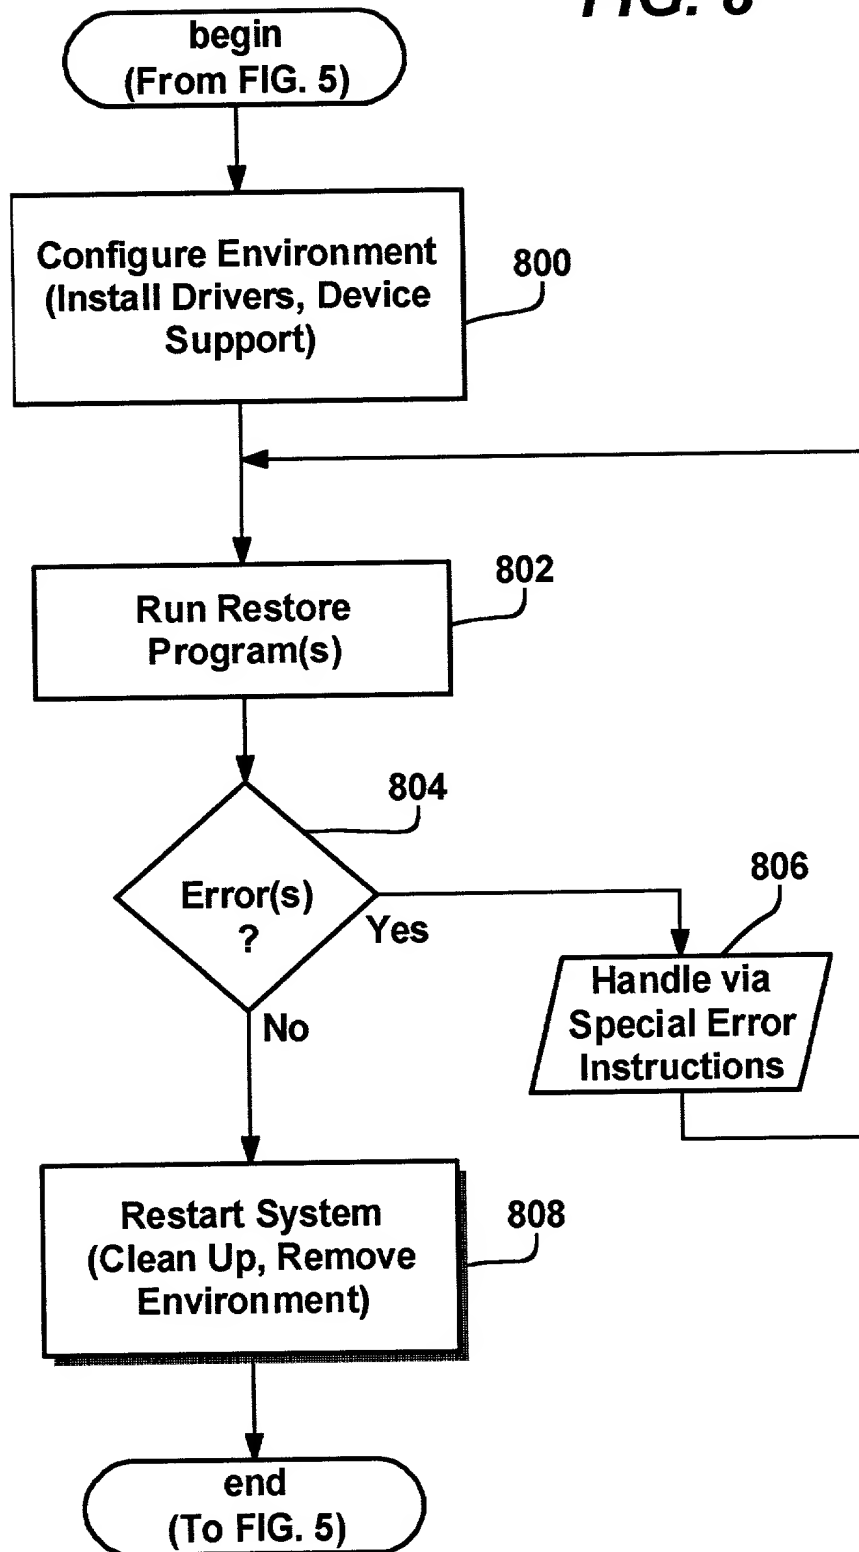 FIG. 8
begin
(From FIG. 5)
Configure Environment
(Install Drivers, Device
Support)
800
Run Restore
Program(s)
802
804
Error(s)
?
Yes
No
806
Handle via
Special Error
Instructions
Restart System
(Clean Up, Remove
Environment)
808
end
(To FIG. 5)